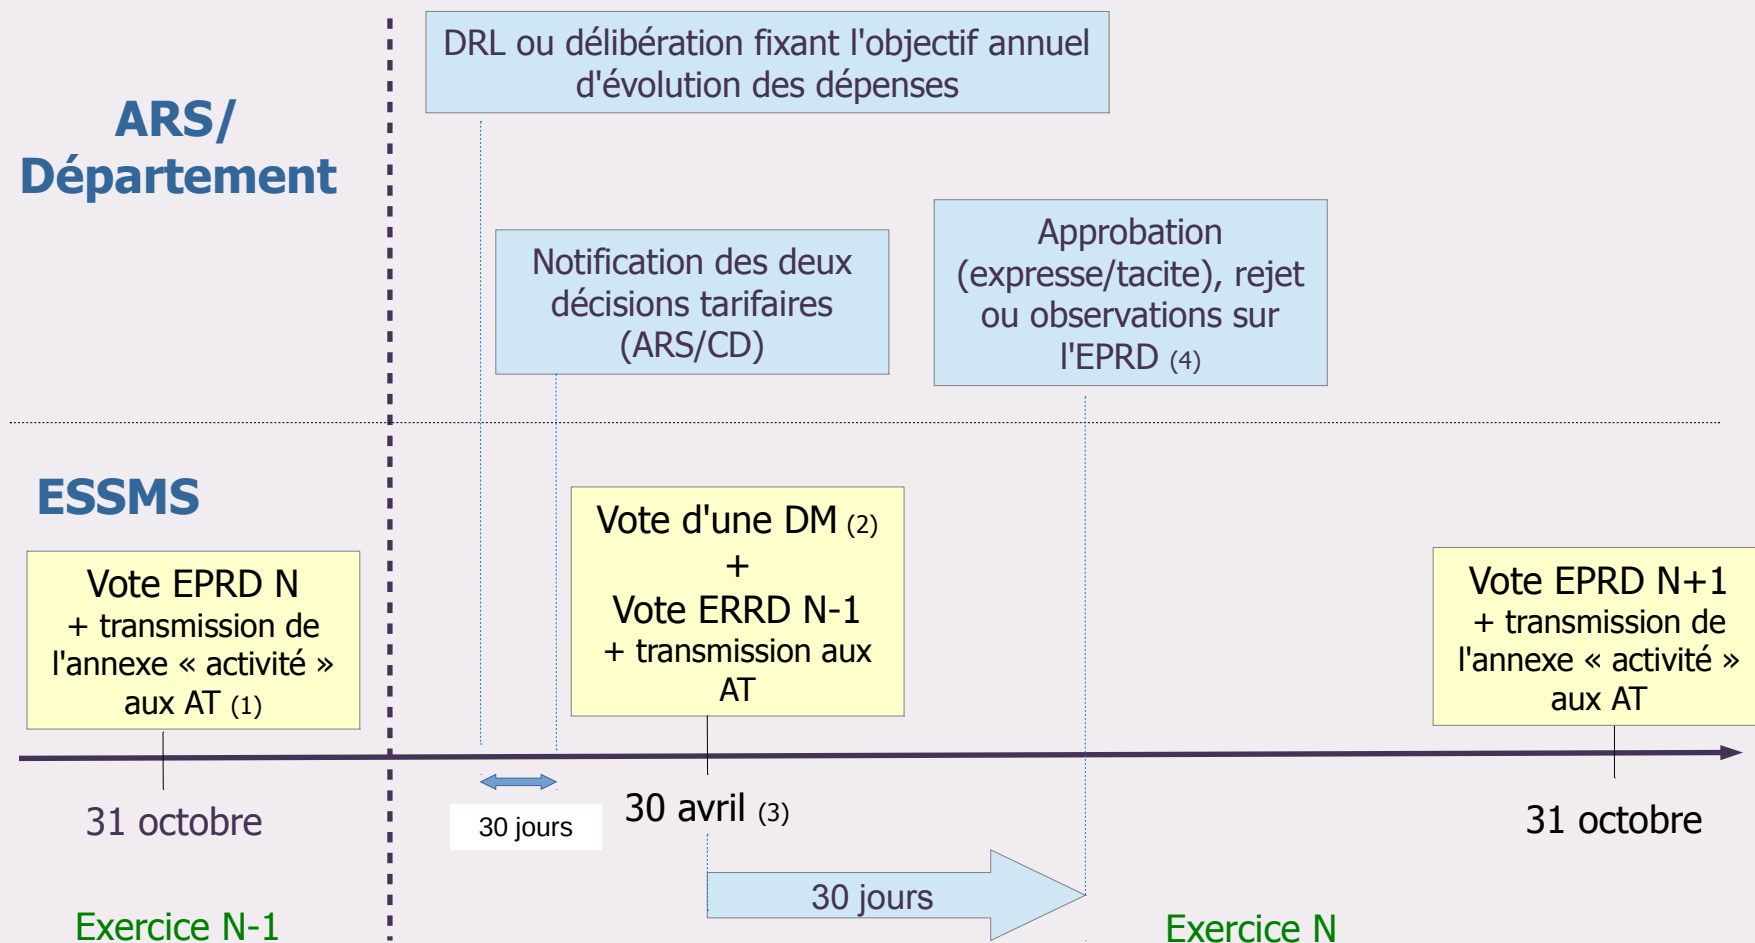 DRL ou délibération fixant l'objectif annuel
d'évolution des dépenses
ARS/
Département
Notification des deux
décisions tarifaires
(ARS/CD)
Approbation
(expresse/tacite), rejet
ou observations sur
l'EPRD (4)
ESSMS
Vote EPRD N
+ transmission de
l'annexe « activité »
aux AT (1)
Vote d'une DM (2)
+
Vote ERRD N-1
+ transmission aux
AT
Vote EPRD N+1
+ transmission de
l'annexe « activité »
aux AT
31 octobre
30 jours
30 avril (3)
31 octobre
30 jours
Exercice N-1
Exercice N